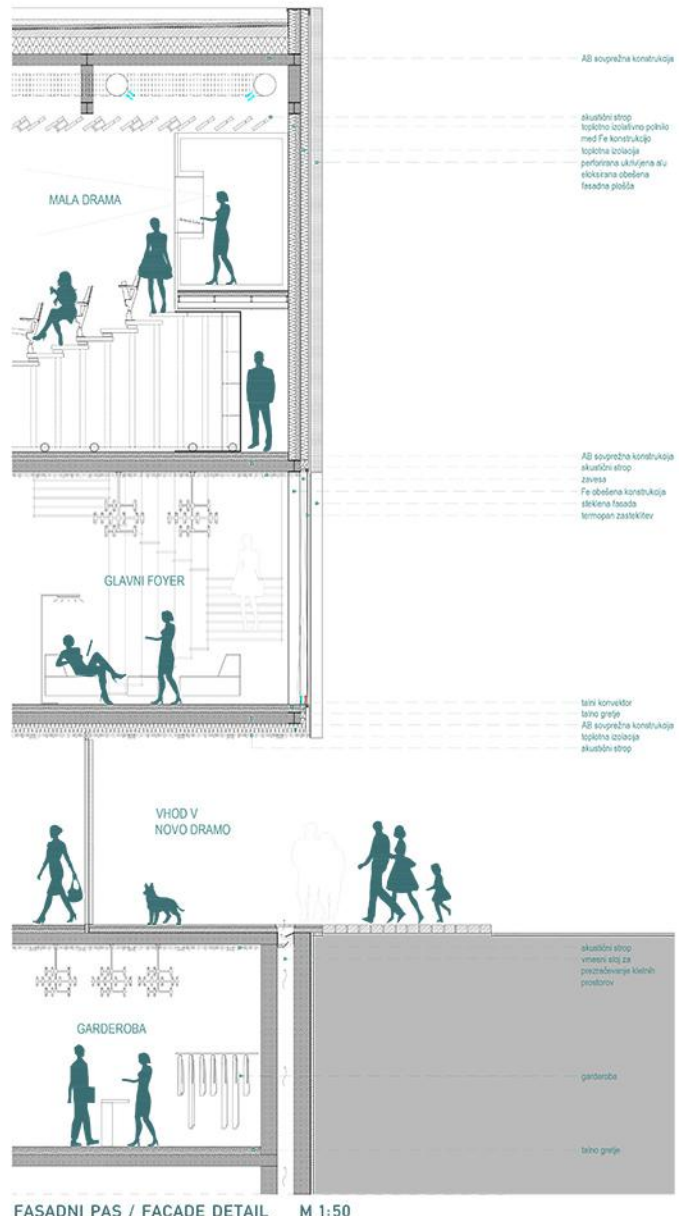 AB sovprežna konstrukcija
akustični strop
toplotno izolativno polnilo
med Fe konstrukcijo
toplotna izolacija
perforirana ukrivljena alu
eloksirana obešena
fasadna plošča
MALA DRAMA
AB sovprežna konstrukcija
akustični strop
zavesa
Fe obešena konstrukcija
steklena fasada
termopan zasteklitev
GLAVNI FOYER
talni konvektor
talno gretje
AB sovprežna konstrukcija
toplotna izolacija
akustični strop
VHOD V
NOVO DRAMO
akustični strop
vmesni sloj za
prezračevanje kletnih
prostorov
GARDEROBA
garderoba
talno gretje
FASADNI PAS / FACADE DETAIL M 1:50